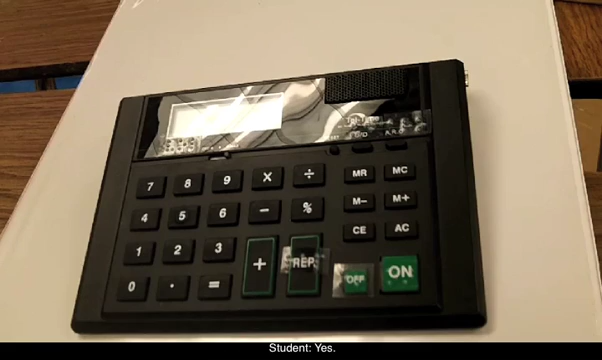 7 8 9 X ÷ MR MC
4 5 6 − % M− M+
1 2 3 CE AC
+ REP
0 · = OFF ON
Student: Yes.